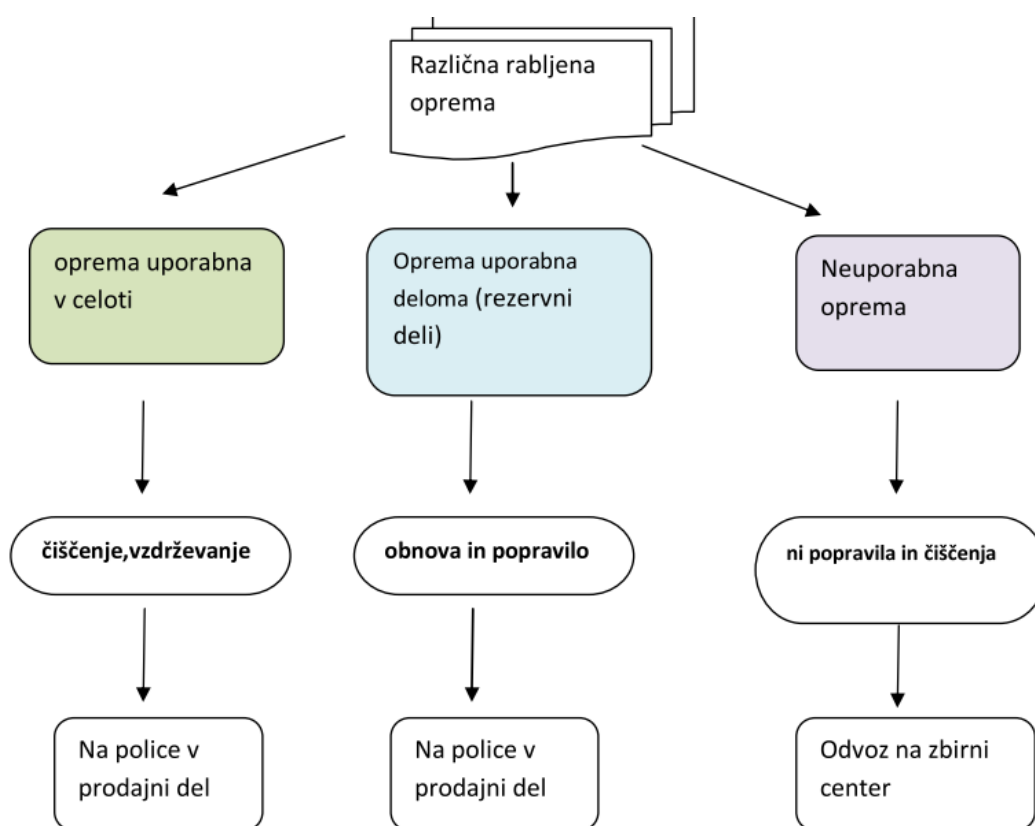 Različna rabljena
oprema
oprema uporabna
v celoti
Oprema uporabna
deloma (rezervni
deli)
Neuporabna
oprema
čiščenje,vzdrževanje
obnova in popravilo
ni popravila in čiščenja
Na police v
prodajni del
Na police v
prodajni del
Odvoz na zbirni
center